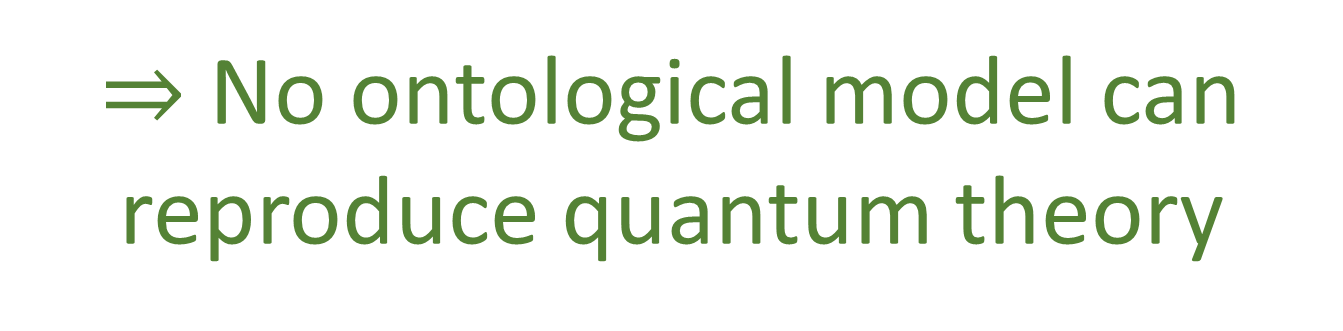 ⇒ No ontological model can
reproduce quantum theory